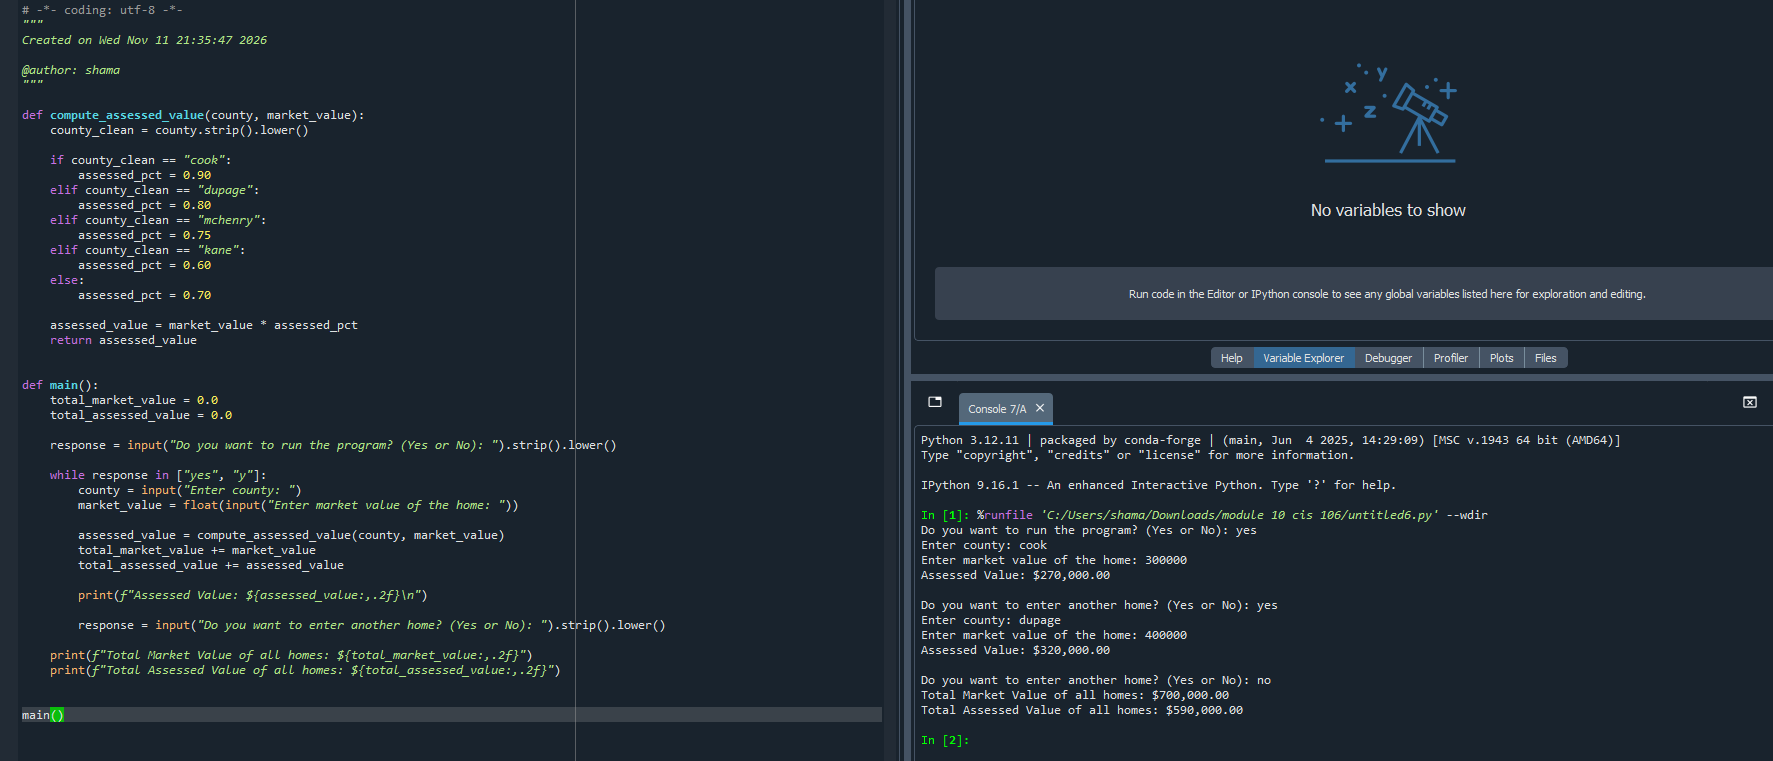 # -*- coding: utf-8 -*-
"""
Created on Wed Nov 11 21:35:47 2026
@author: shama
"""
def compute_assessed_value(county, market_value):
    county_clean = county.strip().lower()
    if county_clean == "cook":
        assessed_pct = 0.90
    elif county_clean == "dupage":
        assessed_pct = 0.80
    elif county_clean == "mchenry":
        assessed_pct = 0.75
    elif county_clean == "kane":
        assessed_pct = 0.60
    else:
        assessed_pct = 0.70
    assessed_value = market_value * assessed_pct
    return assessed_value
def main():
    total_market_value = 0.0
    total_assessed_value = 0.0
    response = input("Do you want to run the program? (Yes or No): ").strip().lower()
    while response in ["yes", "y"]:
        county = input("Enter county: ")
        market_value = float(input("Enter market value of the home: "))
        assessed_value = compute_assessed_value(county, market_value)
        total_market_value += market_value
        total_assessed_value += assessed_value
        print(f"Assessed Value: ${assessed_value:,.2f}\n")
        response = input("Do you want to enter another home? (Yes or No): ").strip().lower()
    print(f"Total Market Value of all homes: ${total_market_value:,.2f}")
    print(f"Total Assessed Value of all homes: ${total_assessed_value:,.2f}")
main()
x y z
No variables to show
Run code in the Editor or IPython console to see any global variables listed here for exploration and editing.
Help Variable Explorer Debugger Profiler Plots Files
Console 7/A
Python 3.12.11 | packaged by conda-forge | (main, Jun  4 2025, 14:29:09) [MSC v.1943 64 bit (AMD64)]
Type "copyright", "credits" or "license" for more information.
IPython 9.16.1 -- An enhanced Interactive Python. Type '?' for help.
In [1]: %runfile 'C:/Users/shama/Downloads/module 10 cis 106/untitled6.py' --wdir
Do you want to run the program? (Yes or No): yes
Enter county: cook
Enter market value of the home: 300000
Assessed Value: $270,000.00
Do you want to enter another home? (Yes or No): yes
Enter county: dupage
Enter market value of the home: 400000
Assessed Value: $320,000.00
Do you want to enter another home? (Yes or No): no
Total Market Value of all homes: $700,000.00
Total Assessed Value of all homes: $590,000.00
In [2]: